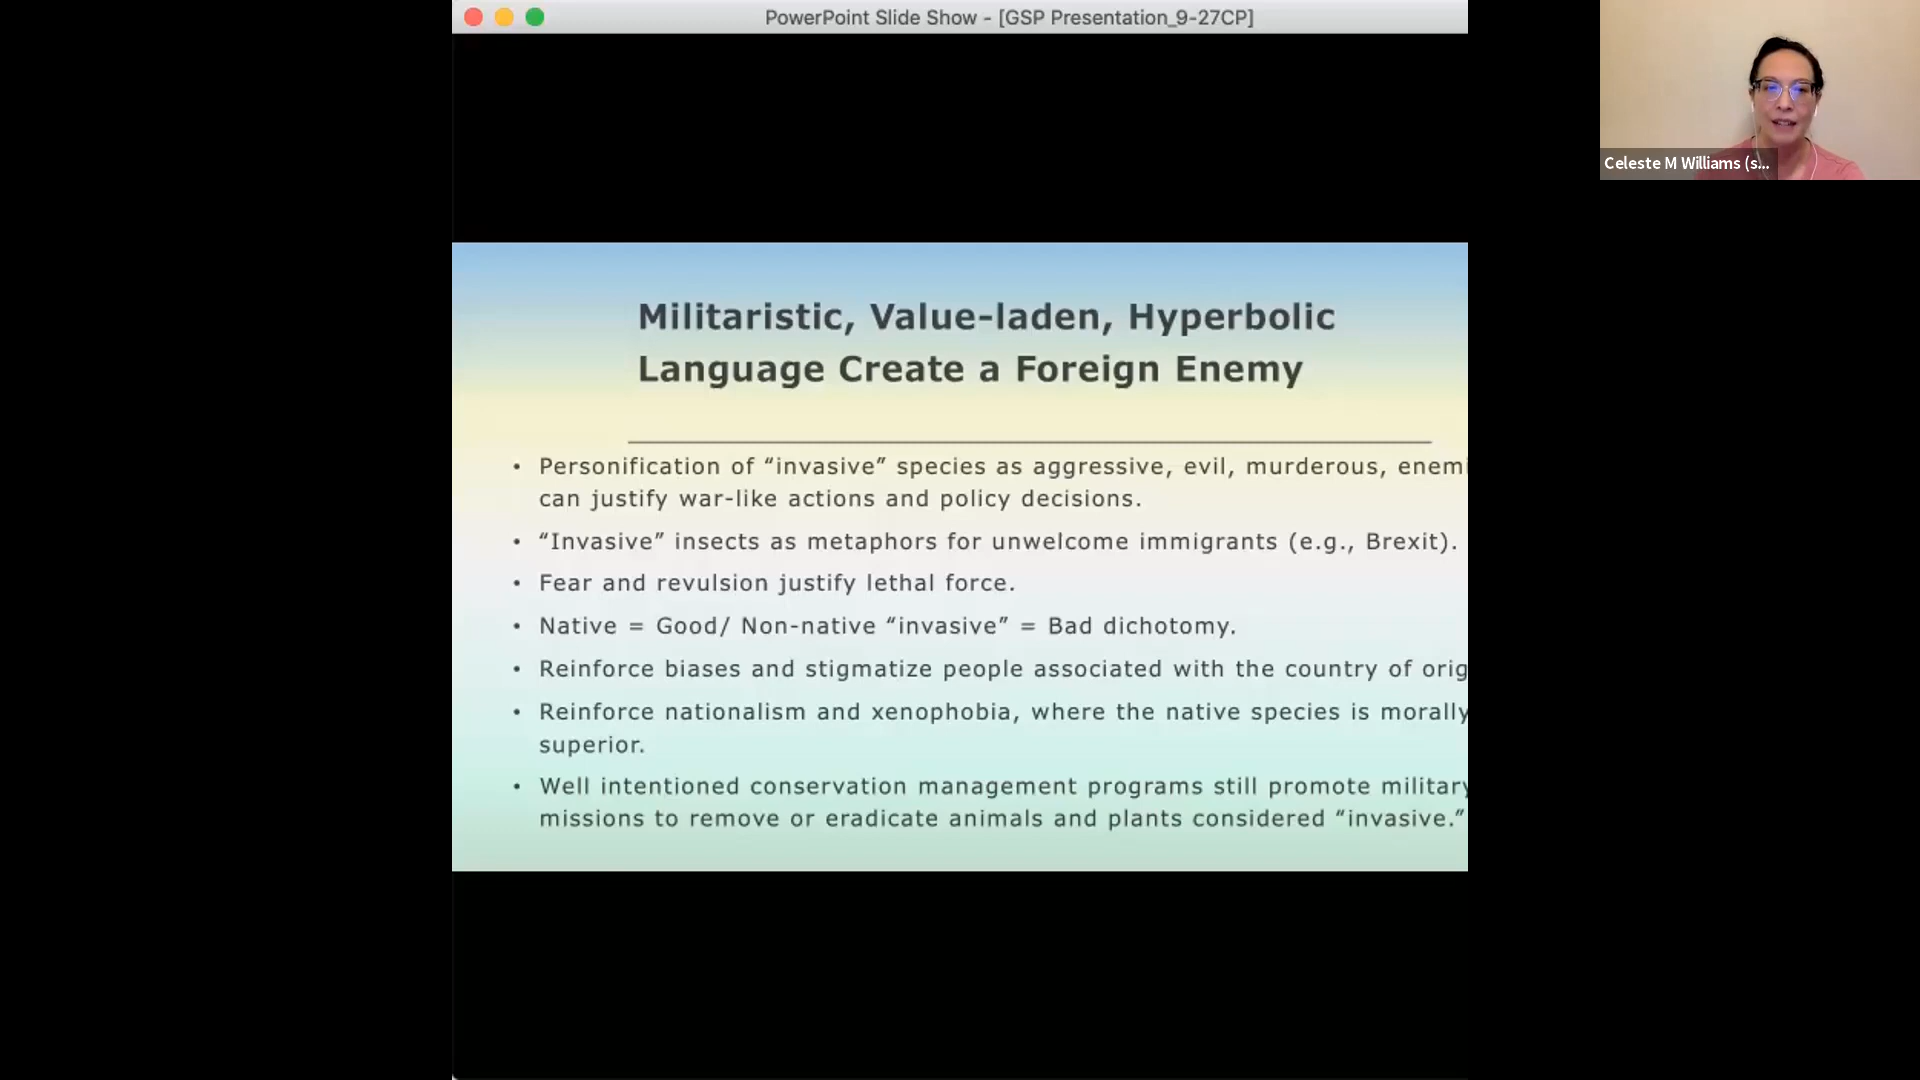 PowerPoint Slide Show - [GSP Presentation_9-27CP]
Celeste M Williams (s...
Militaristic, Value-laden, Hyperbolic
Language Create a Foreign Enemy
• Personification of “invasive” species as aggressive, evil, murderous, enemi
can justify war-like actions and policy decisions.
• “Invasive” insects as metaphors for unwelcome immigrants (e.g., Brexit).
• Fear and revulsion justify lethal force.
• Native = Good/ Non-native “invasive” = Bad dichotomy.
• Reinforce biases and stigmatize people associated with the country of orig
• Reinforce nationalism and xenophobia, where the native species is morally
superior.
• Well intentioned conservation management programs still promote military
missions to remove or eradicate animals and plants considered “invasive.”